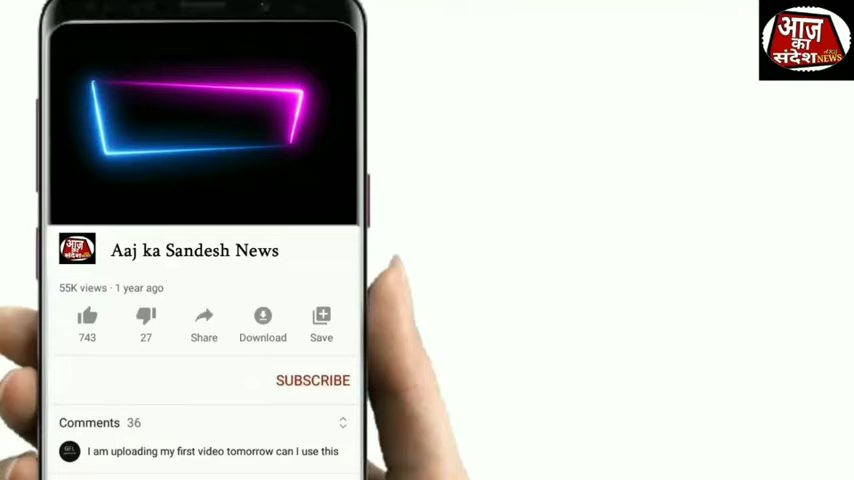 आज
का
संदेश NEWS
Aaj ka Sandesh News
55K views · 1 year ago
743
27
Share
Download
Save
SUBSCRIBE
Comments 36
I am uploading my first video tomorrow can I use this